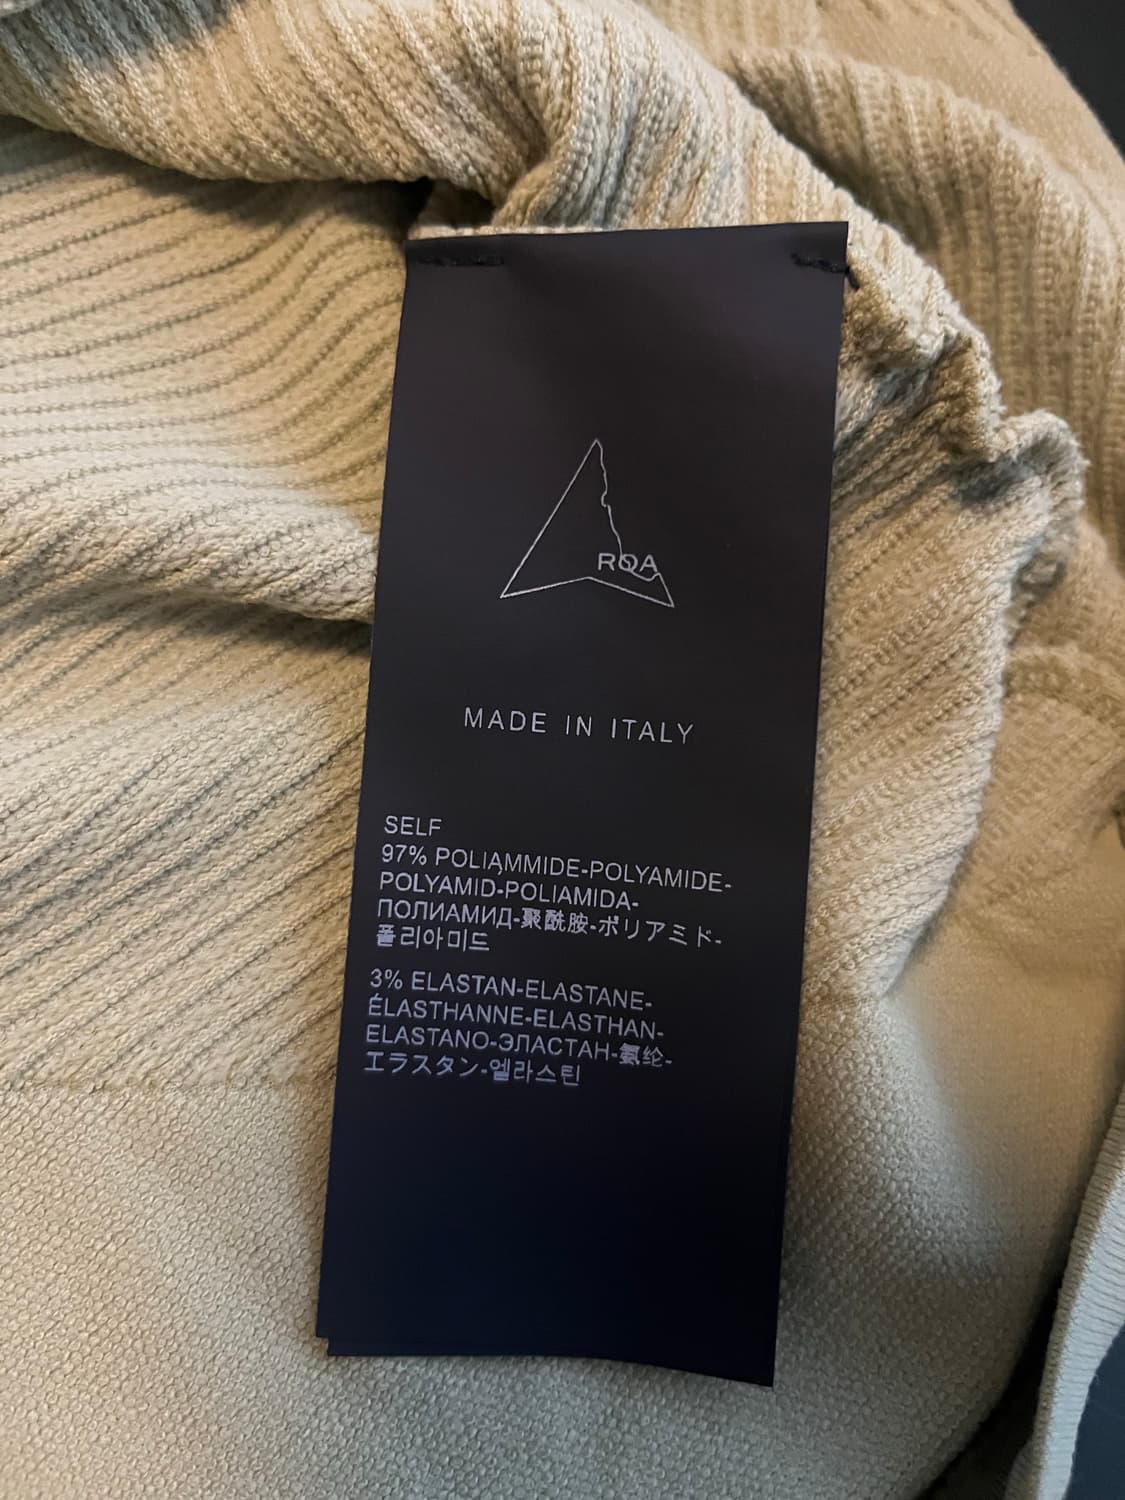 ROA
MADE IN ITALY
SELF
97% POLIAMMIDE-POLYAMIDE-
POLYAMID-POLIAMIDA-
ПОЛИАМИД-聚酰胺-ポリアミド-
폴리아미드
3% ELASTAN-ELASTANE-
ÉLASTHANNE-ELASTHAN-
ELASTANO-ЭЛАСТАН-氨纶-
エラスタン-엘라스틴